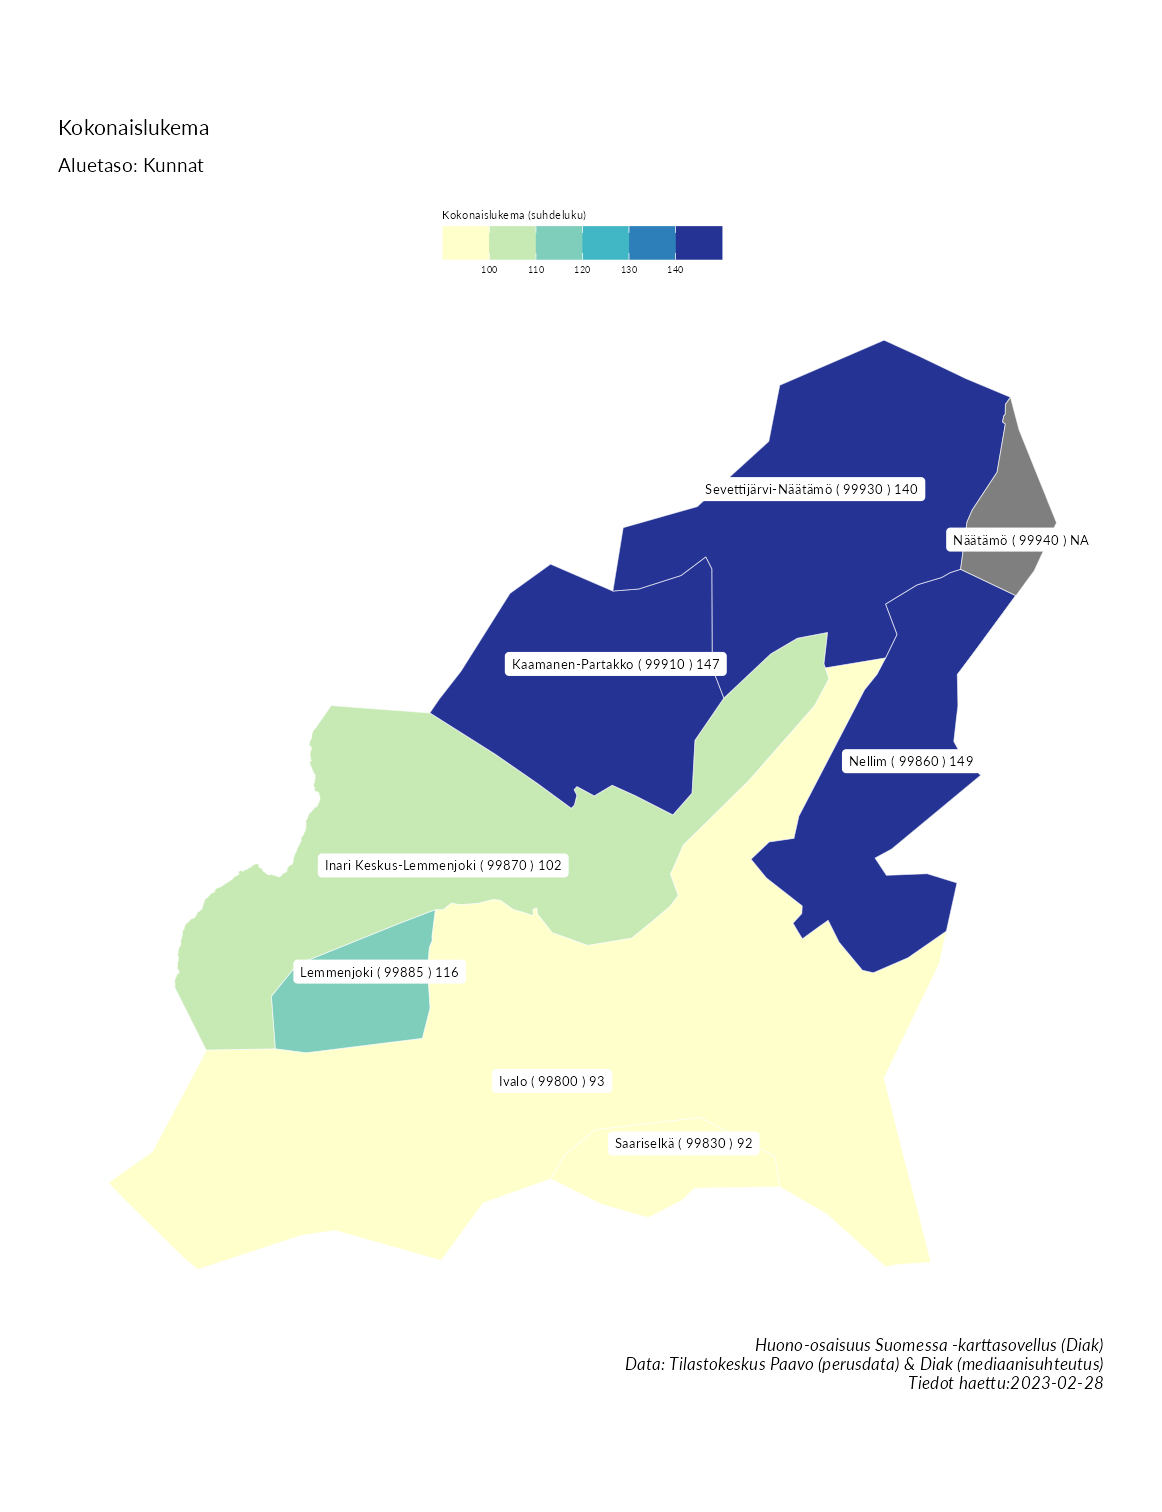 Kokonaislukema
Aluetaso: Kunnat
Kokonaislukema (suhdeluku)
100 110 120 130 140
Sevettijärvi-Näätämö ( 99930 ) 140
Näätämö ( 99940 ) NA
Kaamanen-Partakko ( 99910 ) 147
Nellim ( 99860 ) 149
Inari Keskus-Lemmenjoki ( 99870 ) 102
Lemmenjoki ( 99885 ) 116
Ivalo ( 99800 ) 93
Saariselkä ( 99830 ) 92
Huono-osaisuus Suomessa -karttasovellus (Diak)
Data: Tilastokeskus Paavo (perusdata) & Diak (mediaanisuhteutus)
Tiedot haettu:2023-02-28